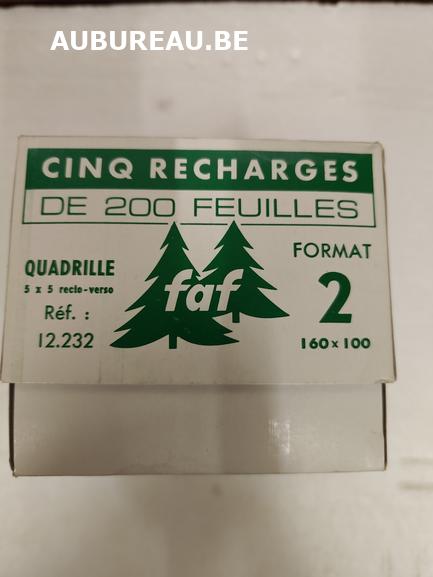 AUBUREAU.BE
CINQ RECHARGES
DE 200 FEUILLES
QUADRILLE
5 x 5 recto-verso
Réf. :
12.232
faf
FORMAT
2
160 x 100